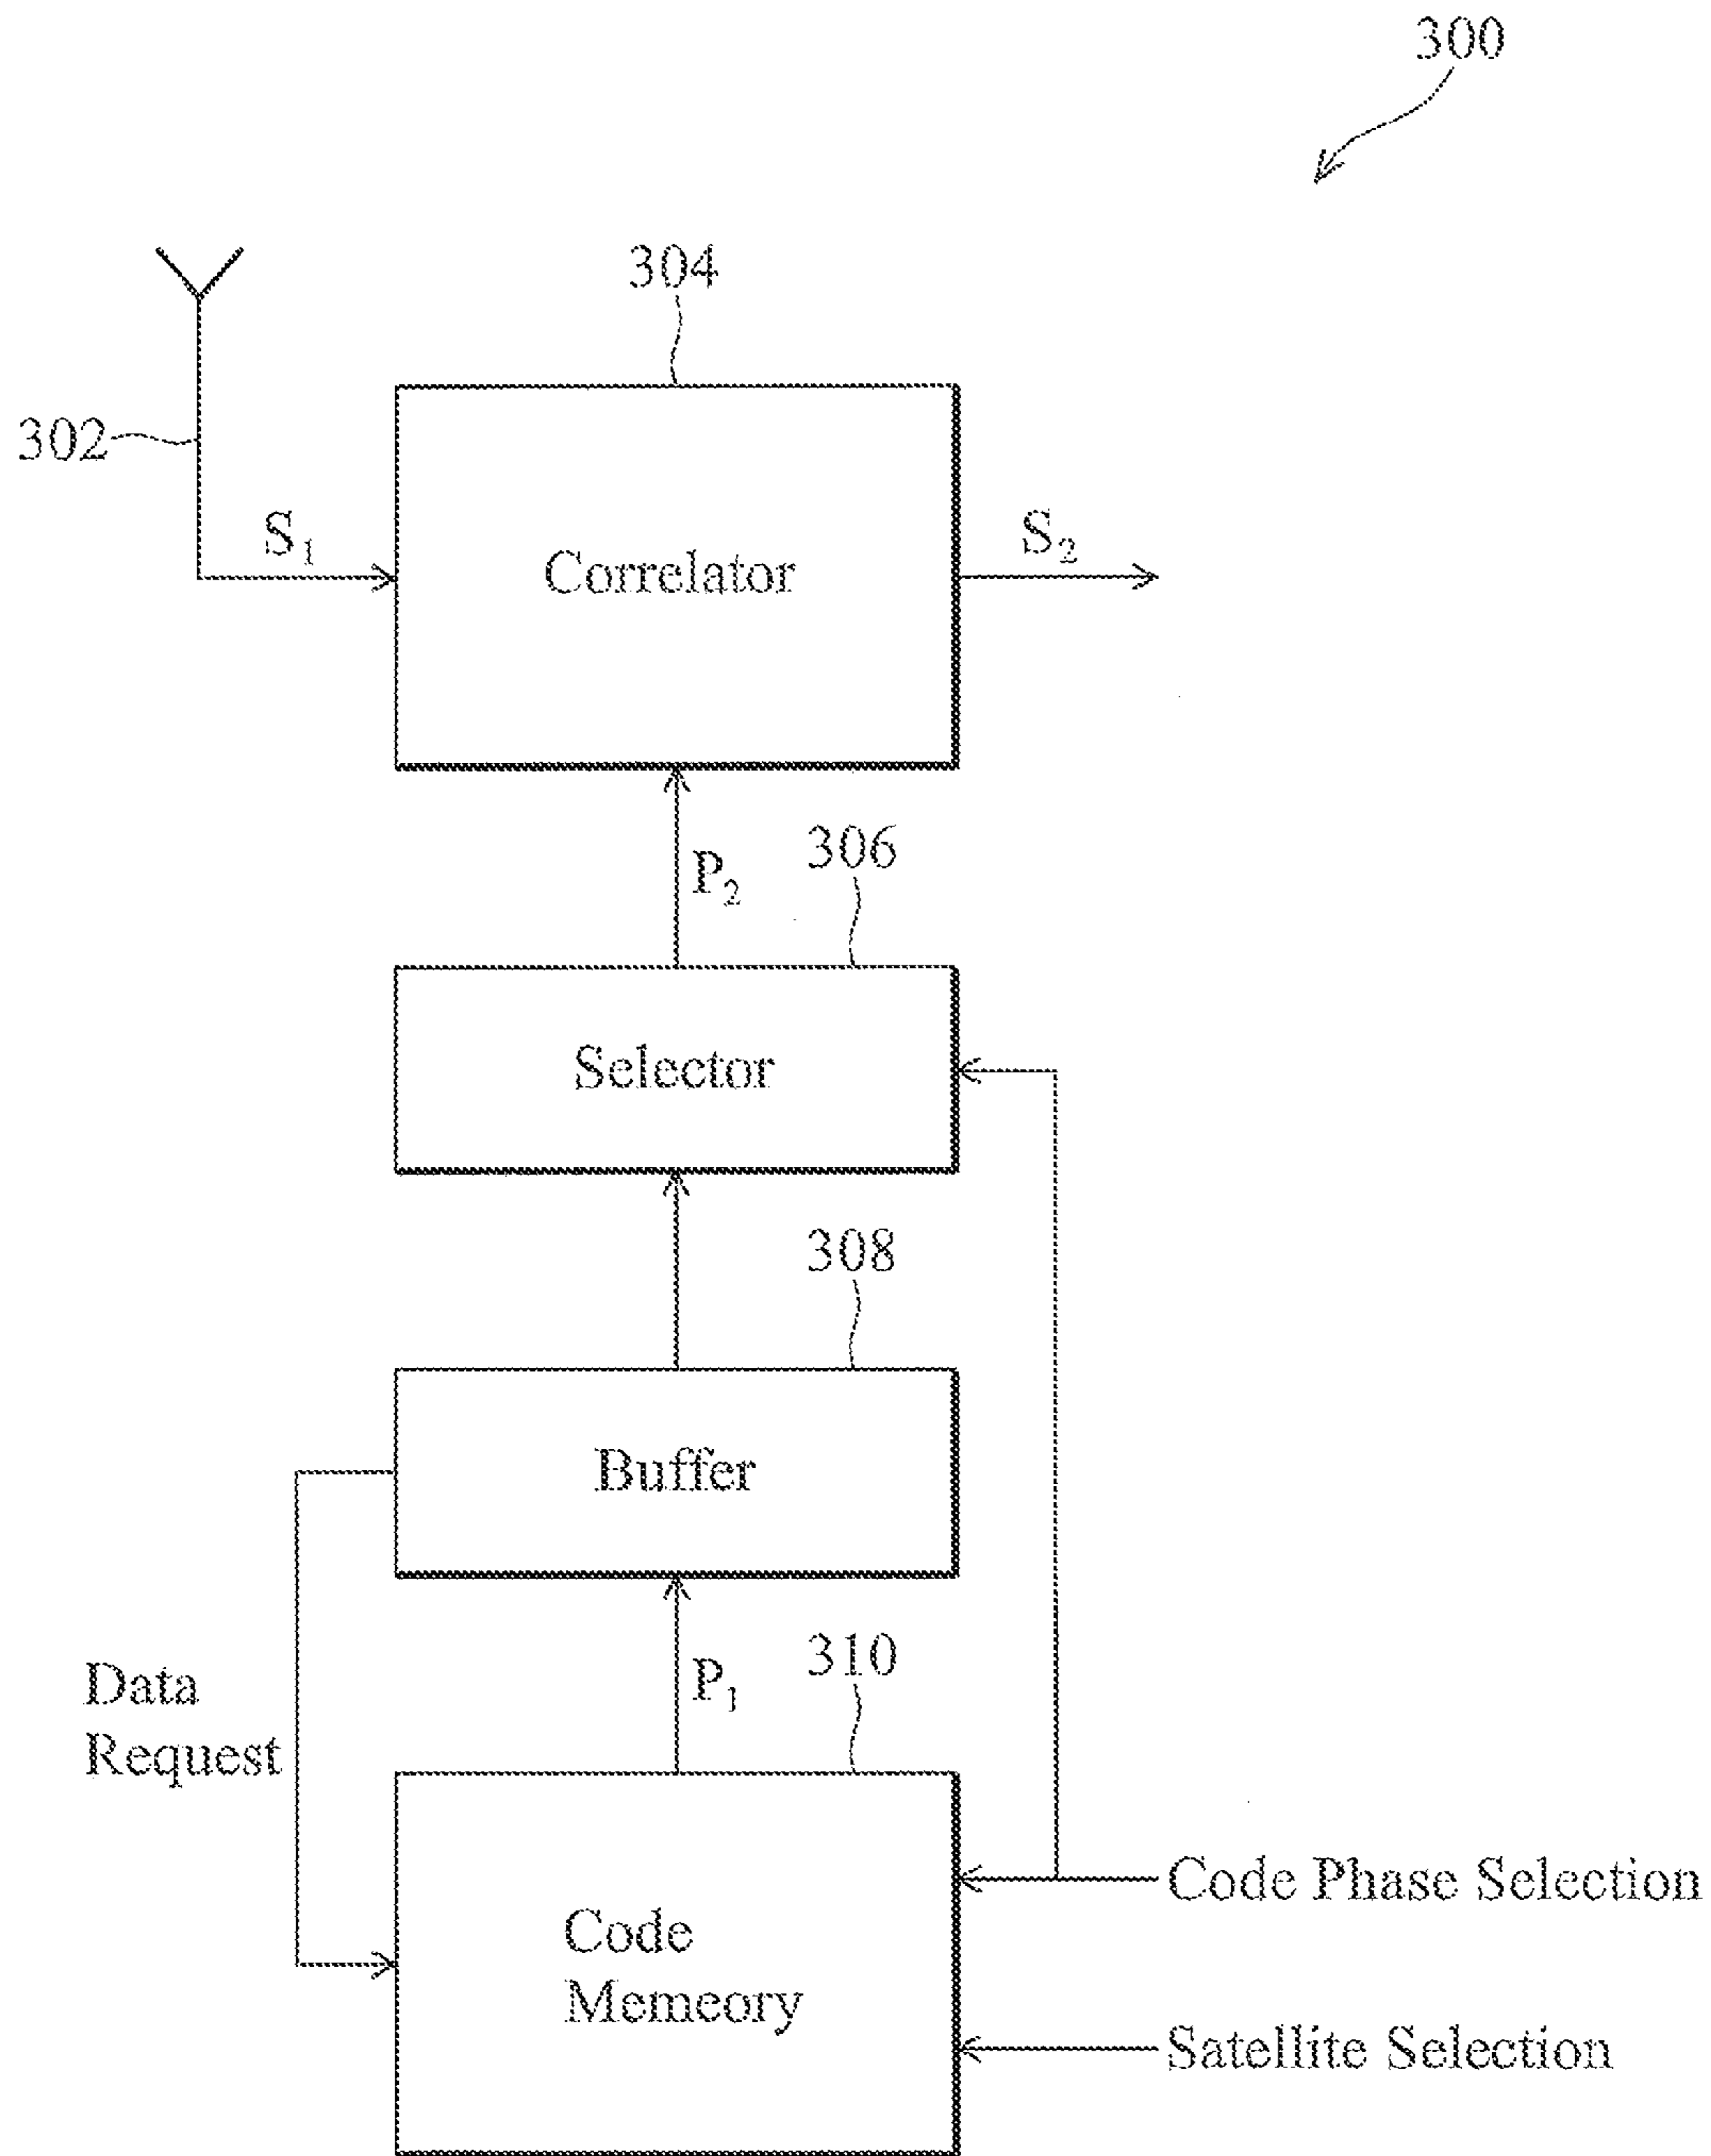 300
304
302
S1
Correlator
S2
P2
306
Selector
308
Buffer
Data
Request
P1
310
Code
Memeory
Code Phase Selection
Satellite Selection